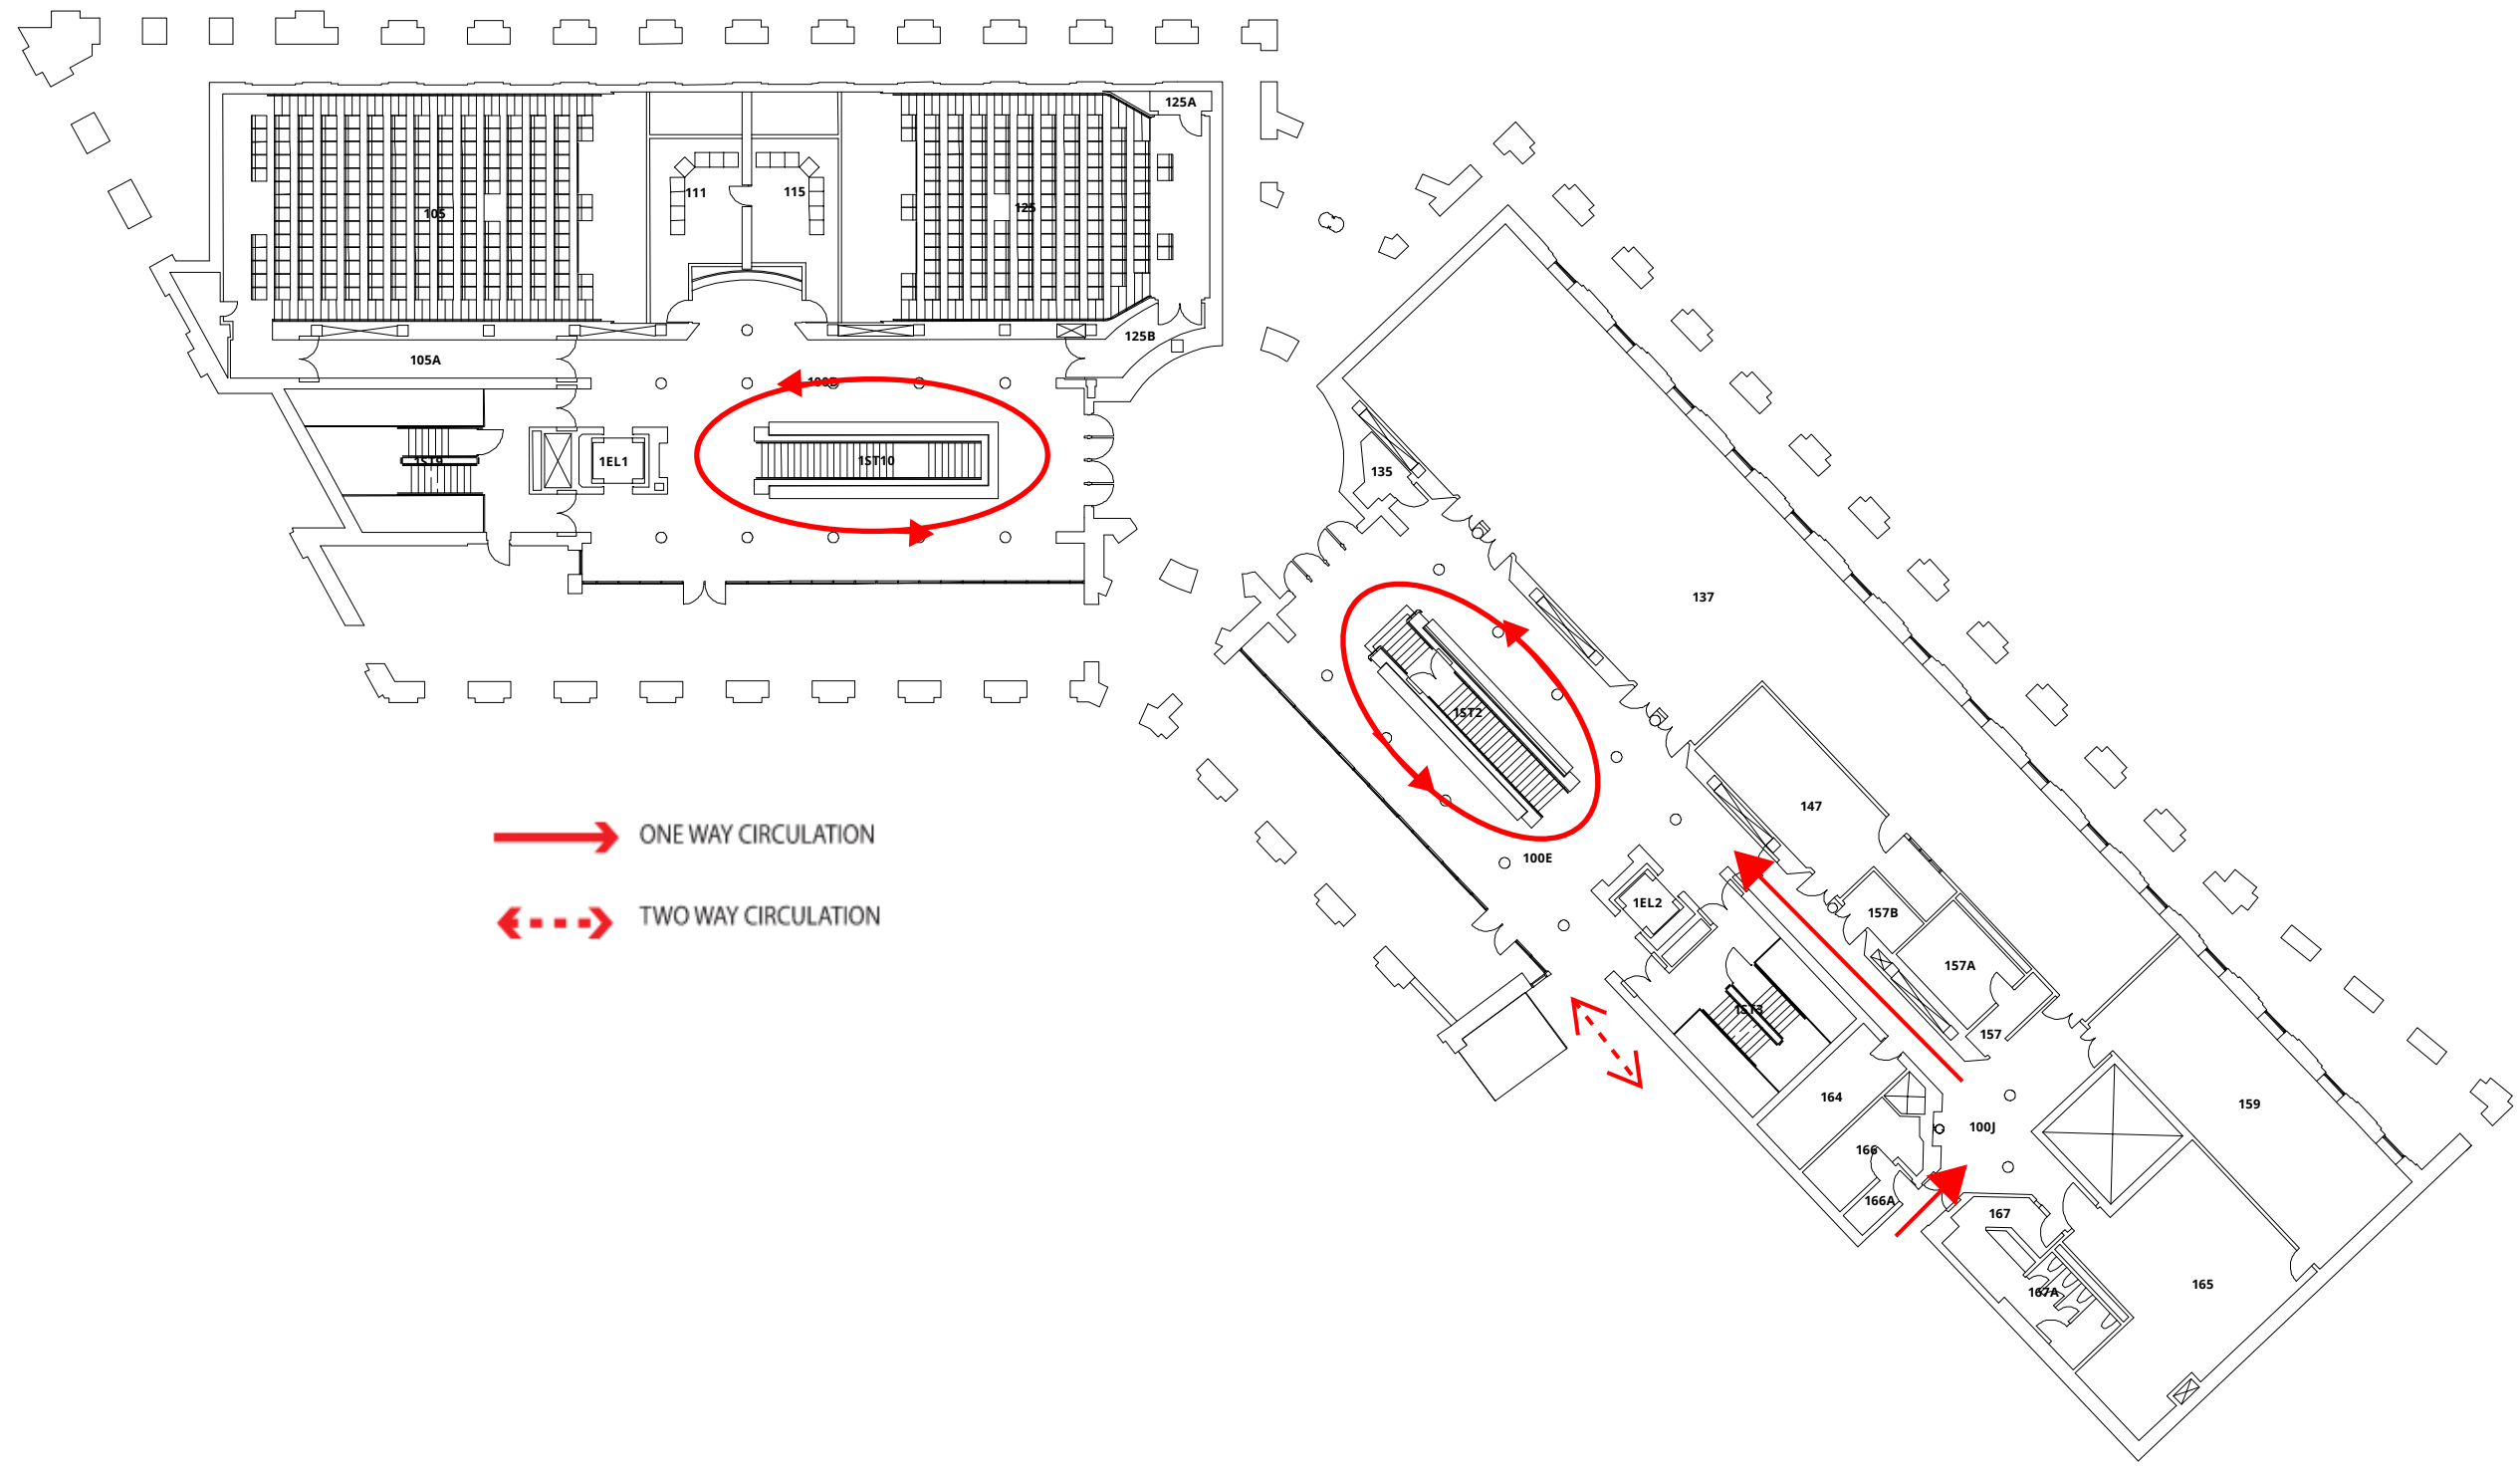 125A
111
115
105
125
125B
105A
100D
1ST9
1EL1
1ST10
135
137
1ST2
147
100E
1EL2
157B
157A
1ST3
157
164
159
100J
166
166A
167
165
167A
ONE WAY CIRCULATION
TWO WAY CIRCULATION